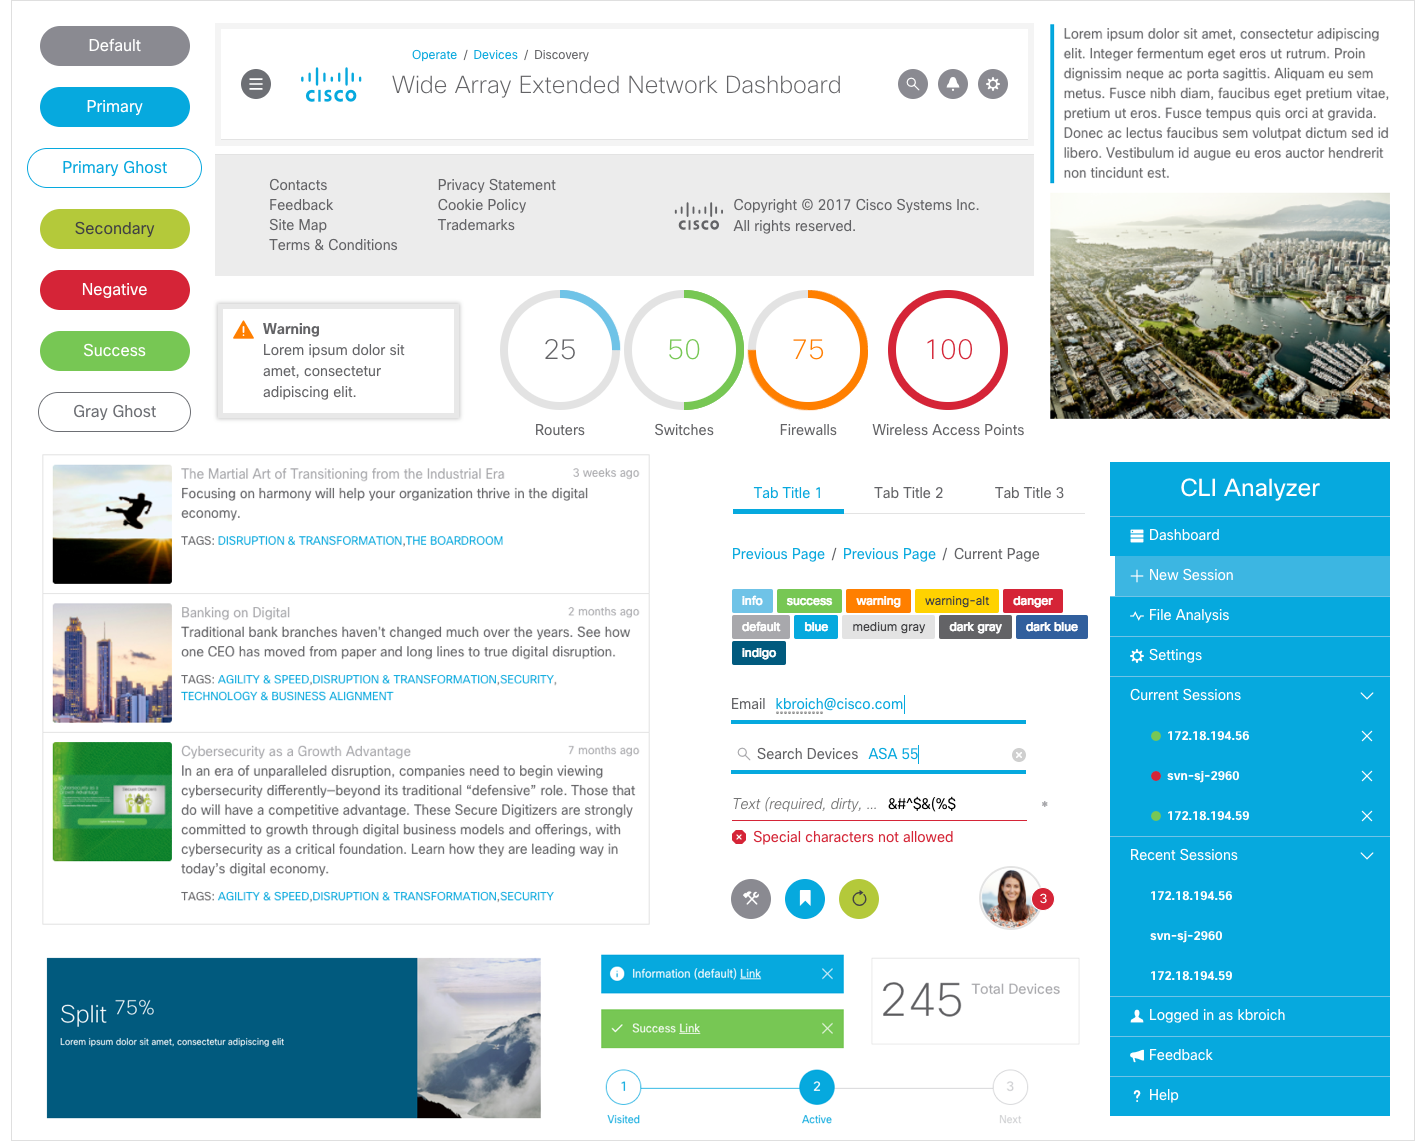 Default
Primary
Primary Ghost
Secondary
Negative
Success
Gray Ghost
Operate / Devices / Discovery
CISCO
Wide Array Extended Network Dashboard
Contacts
Feedback
Site Map
Terms & Conditions
Privacy Statement
Cookie Policy
Trademarks
CISCO
Copyright © 2017 Cisco Systems Inc.
All rights reserved.
Lorem ipsum dolor sit amet, consectetur adipiscing
elit. Integer fermentum eget eros ut rutrum. Proin
dignissim neque ac porta sagittis. Aliquam eu sem
metus. Fusce nibh diam, faucibus eget pretium vitae,
pretium ut eros. Fusce tempus quis orci at gravida.
Donec ac lectus faucibus sem volutpat dictum sed id
libero. Vestibulum id augue eu eros auctor hendrerit
non tincidunt est.
Warning
Lorem ipsum dolor sit
amet, consectetur
adipiscing elit.
25
Routers
50
Switches
75
Firewalls
100
Wireless Access Points
The Martial Art of Transitioning from the Industrial Era
3 weeks ago
Focusing on harmony will help your organization thrive in the digital
economy.
TAGS: DISRUPTION & TRANSFORMATION,THE BOARDROOM
Banking on Digital
2 months ago
Traditional bank branches haven't changed much over the years. See how
one CEO has moved from paper and long lines to true digital disruption.
TAGS: AGILITY & SPEED,DISRUPTION & TRANSFORMATION,SECURITY,
TECHNOLOGY & BUSINESS ALIGNMENT
Cybersecurity as a Growth Advantage
7 months ago
In an era of unparalleled disruption, companies need to begin viewing
cybersecurity differently—beyond its traditional “defensive” role. Those that
do will have a competitive advantage. These Secure Digitizers are strongly
committed to growth through digital business models and offerings, with
cybersecurity as a critical foundation. Learn how they are leading way in
today's digital economy.
TAGS: AGILITY & SPEED,DISRUPTION & TRANSFORMATION,SECURITY
Secure Digitizers
Tab Title 1
Tab Title 2
Tab Title 3
Previous Page / Previous Page / Current Page
info success warning warning-alt danger
default blue medium gray dark gray dark blue
indigo
Email kbroich@cisco.com
Search Devices ASA 55
Text (required, dirty, ... &#^$&(%$ *
Special characters not allowed
3
CLI Analyzer
Dashboard
New Session
File Analysis
Settings
Current Sessions
172.18.194.56
svn-sj-2960
172.18.194.59
Recent Sessions
172.18.194.56
svn-sj-2960
172.18.194.59
Logged in as kbroich
Feedback
? Help
Split 75%
Lorem ipsum dolor sit amet, consectetur adipiscing elit
Information (default) Link
Success Link
245 Total Devices
1
Visited
2
Active
3
Next